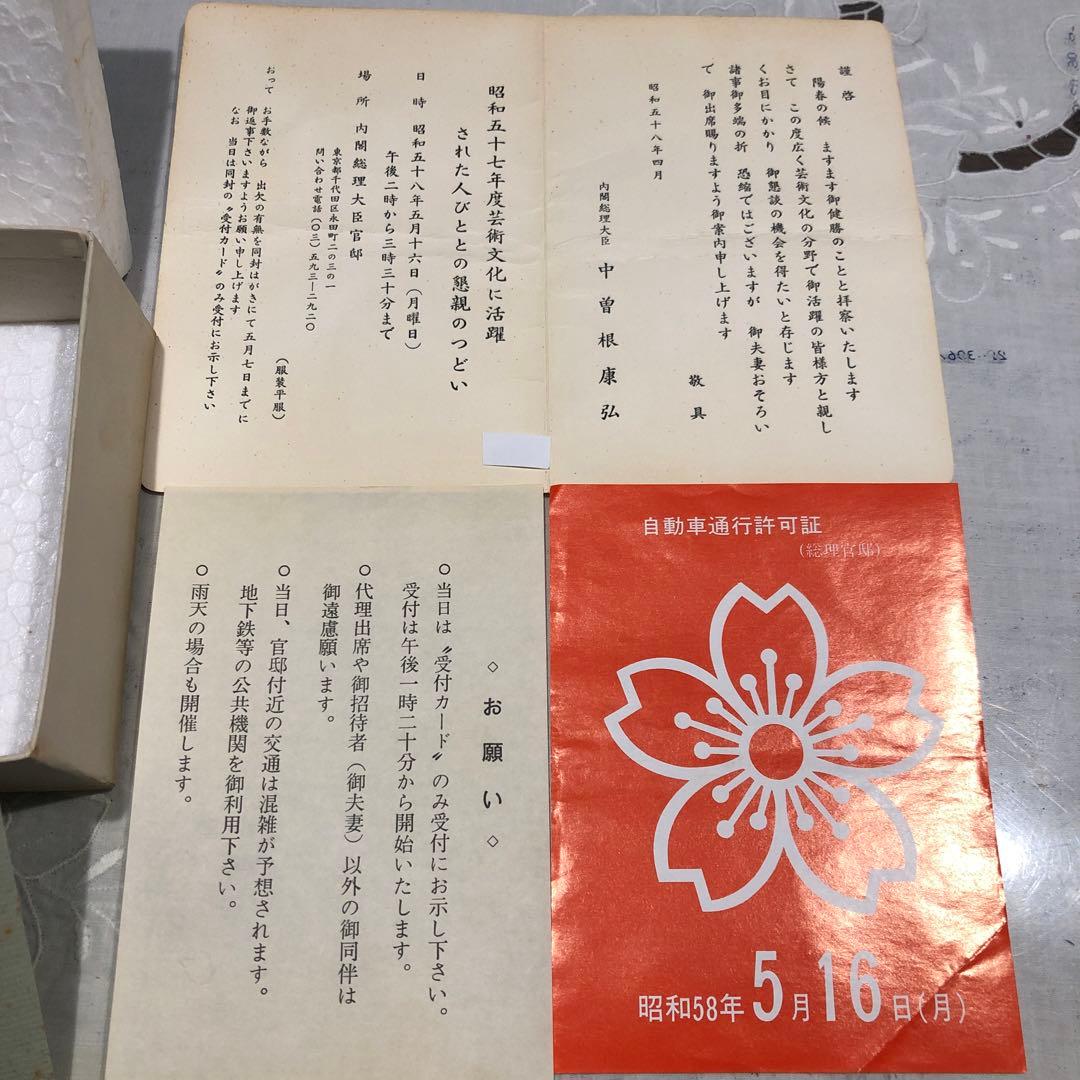 謹啓
陽春の候　ますます御健勝のことと拝察いたします
さて　この度広く芸術文化の分野で御活躍の皆様方と親し
くお目にかかり　御懇談の機会を得たいと存じます
諸事御多端の折　恐縮ではございますが　御夫妻おそろい
で　御出席賜りますよう御案内申し上げます
敬具
昭和五十八年四月
内閣総理大臣　中曽根康弘
昭和五十七年度芸術文化に活躍
された人びととの懇親のつどい
日時　昭和五十八年五月十六日（月曜日）
午後二時から三時三十分まで
場所　内閣総理大臣官邸
東京都千代田区永田町二の三の一
問い合わせ電話（〇三）五九三―二九二〇
（服装平服）
おって　お手数ながら　出欠の有無を同封はがきにて五月七日までに
御返事下さいますようお願い申し上げます
なお　当日は同封の〝受付カード〟のみ受付にお示し下さい
◇お願い◇
○当日は〝受付カード〟のみ受付にお示し下さい。
受付は午後一時二十分から開始いたします。
○代理出席や御招待者（御夫妻）以外の御同伴は
御遠慮願います。
○当日、官邸付近の交通は混雑が予想されます。
地下鉄等の公共機関を御利用下さい。
○雨天の場合も開催します。
自動車通行許可証
（総理官邸）
昭和58年5月16日(月)